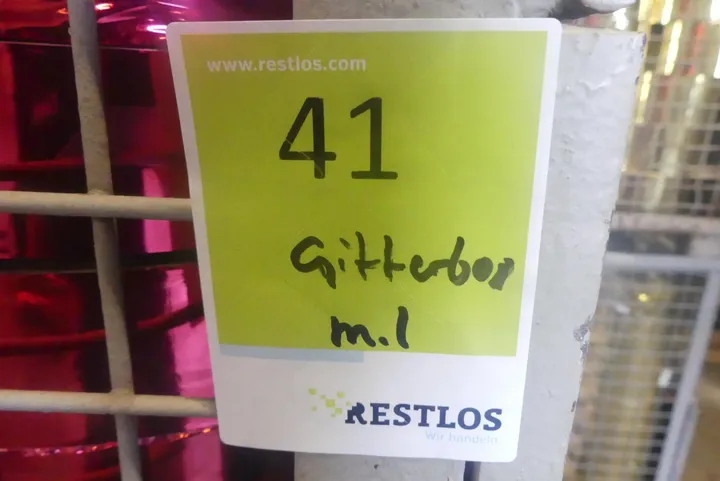 www.restlos.com
41
Gitterbox
m.l
RESTLOS
Wir handeln.